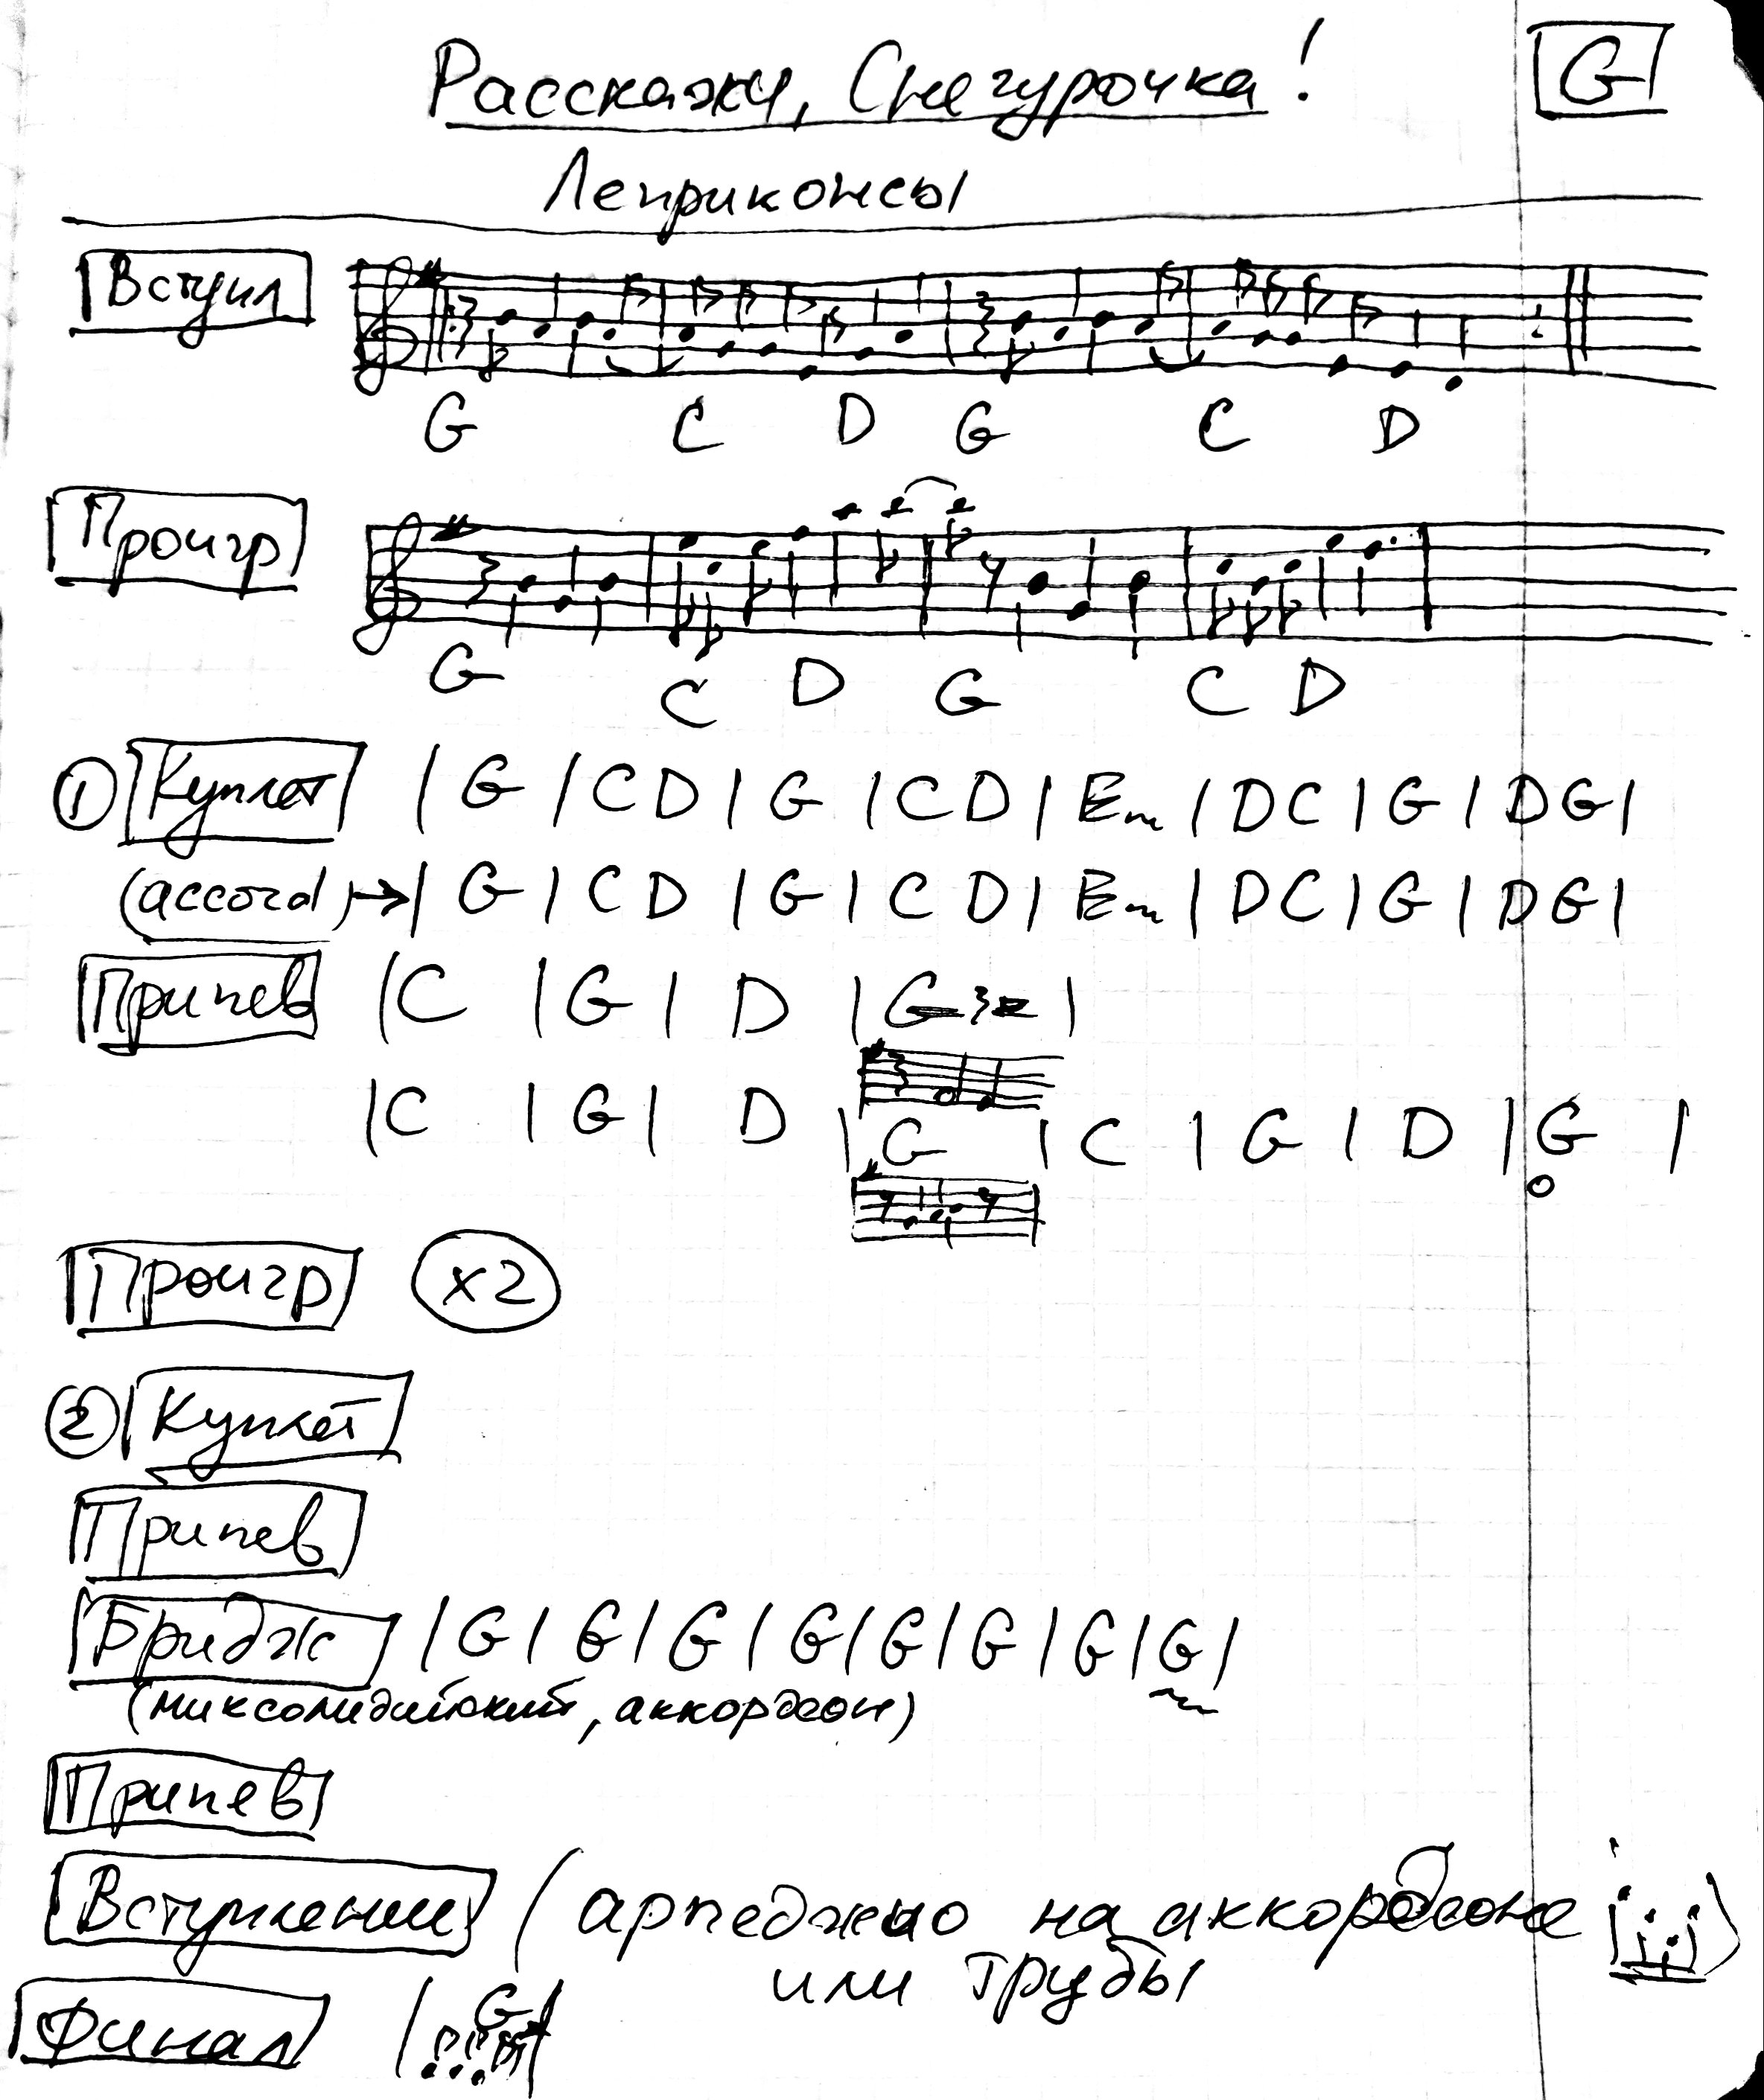 Расскажи, Снегурочка! G
Леприконсы
Вступл
G C D G C D
Проигр
G C D G C D
① Куплет | G | C D | G | C D | Em | D C | G | D G |
(accord) → | G | C D | G | C D | Em | D C | G | D G |
Припев | C | G | D | G |
| C | G | D | G | C | G | D | G |
Проигр x2
② Куплет
Припев
Бридж | G | G | G | G | G | G | G | G |
(миксолидийский, аккордеон)
Припев
Вступление (арпеджио на аккордеоне )
или трубы
Финал | G |